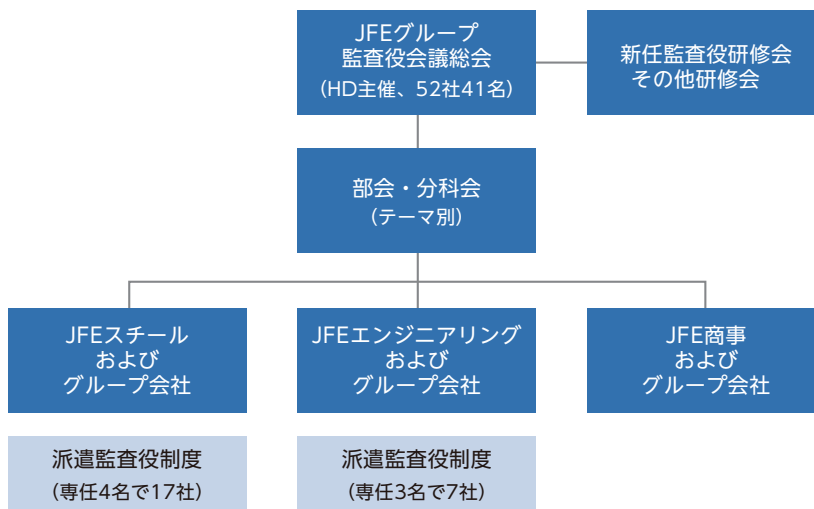 JFEグループ
監査役会議総会
(HD主催、52社41名)
新任監査役研修会
その他研修会
部会・分科会
(テーマ別)
JFEスチール
および
グループ会社
JFEエンジニアリング
および
グループ会社
JFE商事
および
グループ会社
派遣監査役制度
(専任4名で17社)
派遣監査役制度
(専任3名で7社)